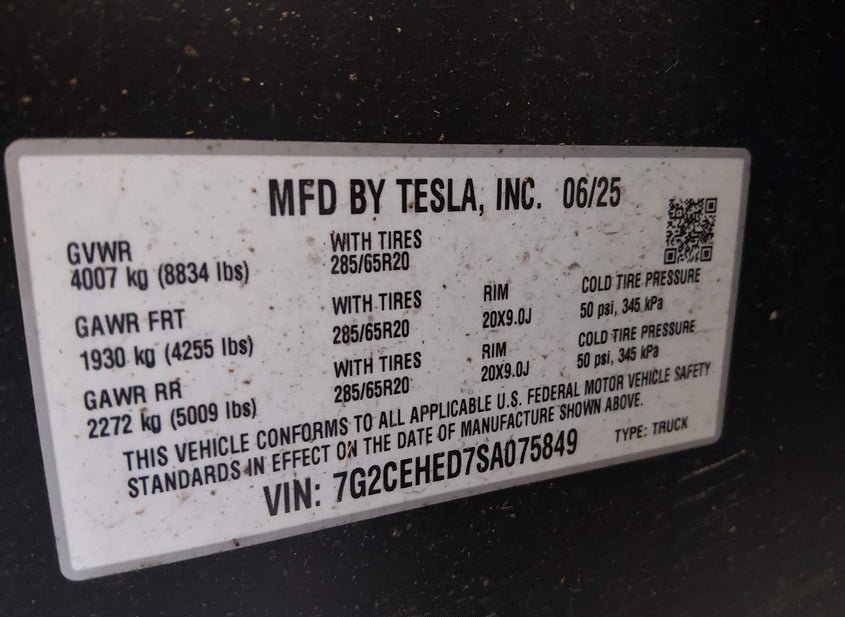 MFD BY TESLA, INC. 06/25
GVWR
4007 kg (8834 lbs)
WITH TIRES
285/65R20
GAWR FRT
1930 kg (4255 lbs)
WITH TIRES
285/65R20
RIM
20X9.0J
COLD TIRE PRESSURE
50 psi, 345 kPa
GAWR RR
2272 kg (5009 lbs)
WITH TIRES
285/65R20
RIM
20X9.0J
COLD TIRE PRESSURE
50 psi, 345 kPa
THIS VEHICLE CONFORMS TO ALL APPLICABLE U.S. FEDERAL MOTOR VEHICLE SAFETY
STANDARDS IN EFFECT ON THE DATE OF MANUFACTURE SHOWN ABOVE.
VIN: 7G2CEHED7SA075849
TYPE: TRUCK